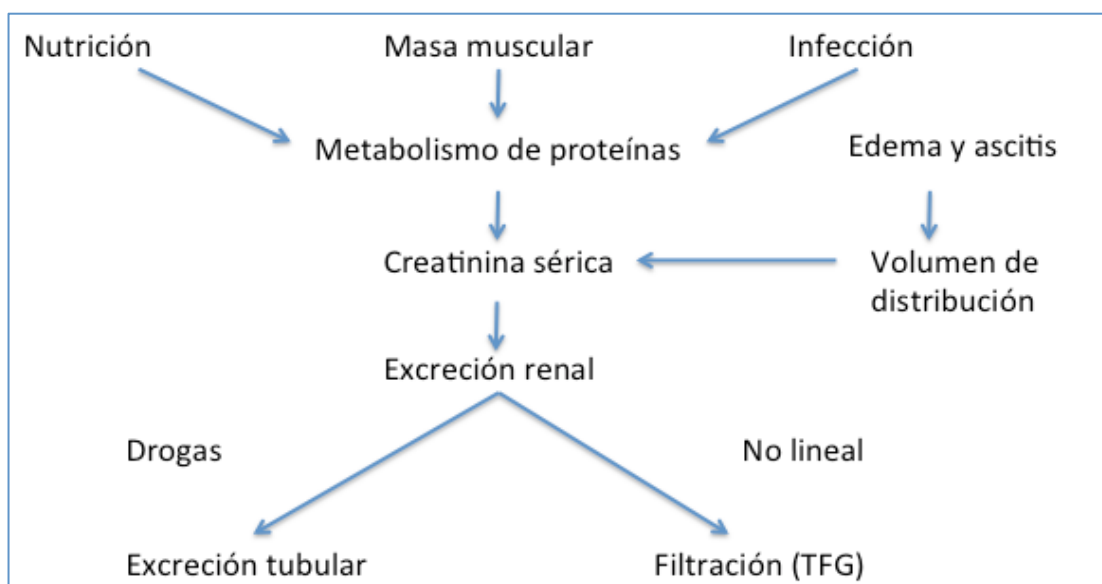 Nutrición
Masa muscular
Infección
Metabolismo de proteínas
Edema y ascitis
Creatinina sérica
Volumen de
distribución
Excreción renal
Drogas
No lineal
Excreción tubular
Filtración (TFG)